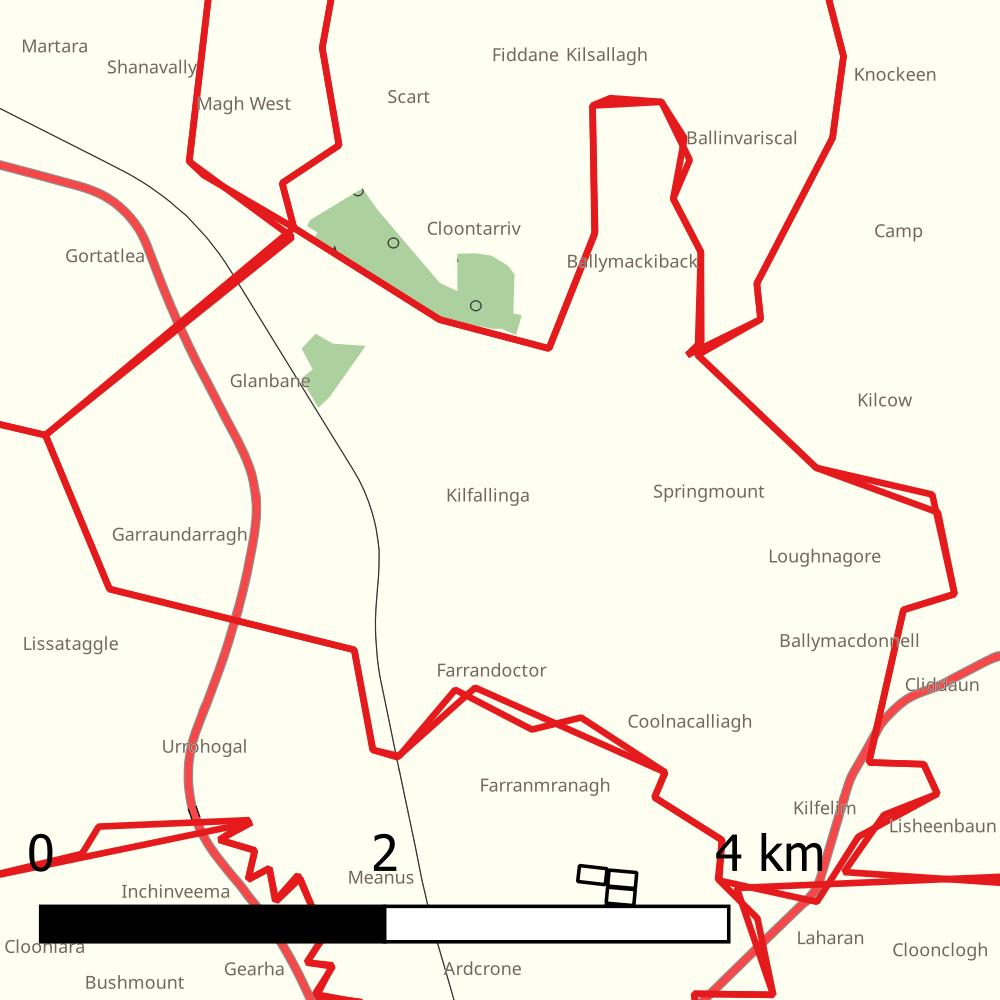 Martara
Fiddane
Kilsallagh
Shanavally
Knockeen
Magh West
Scart
Ballinvariscal
Cloontarriv
Camp
Gortatlea
Ballymackiback
Glanbane
Kilcow
Kilfallinga
Springmount
Garraundarragh
Loughnagore
Lissataggle
Ballymacdonnell
Farrandoctor
Cliddaun
Coolnacalliagh
Urrohogal
Farranmranagh
Kilfelim
Lisheenbaun
0 2 4 km
Meanus
Inchinveema
Laharan
Clooniara
Cloonclogh
Gearha
Ardcrone
Bushmount